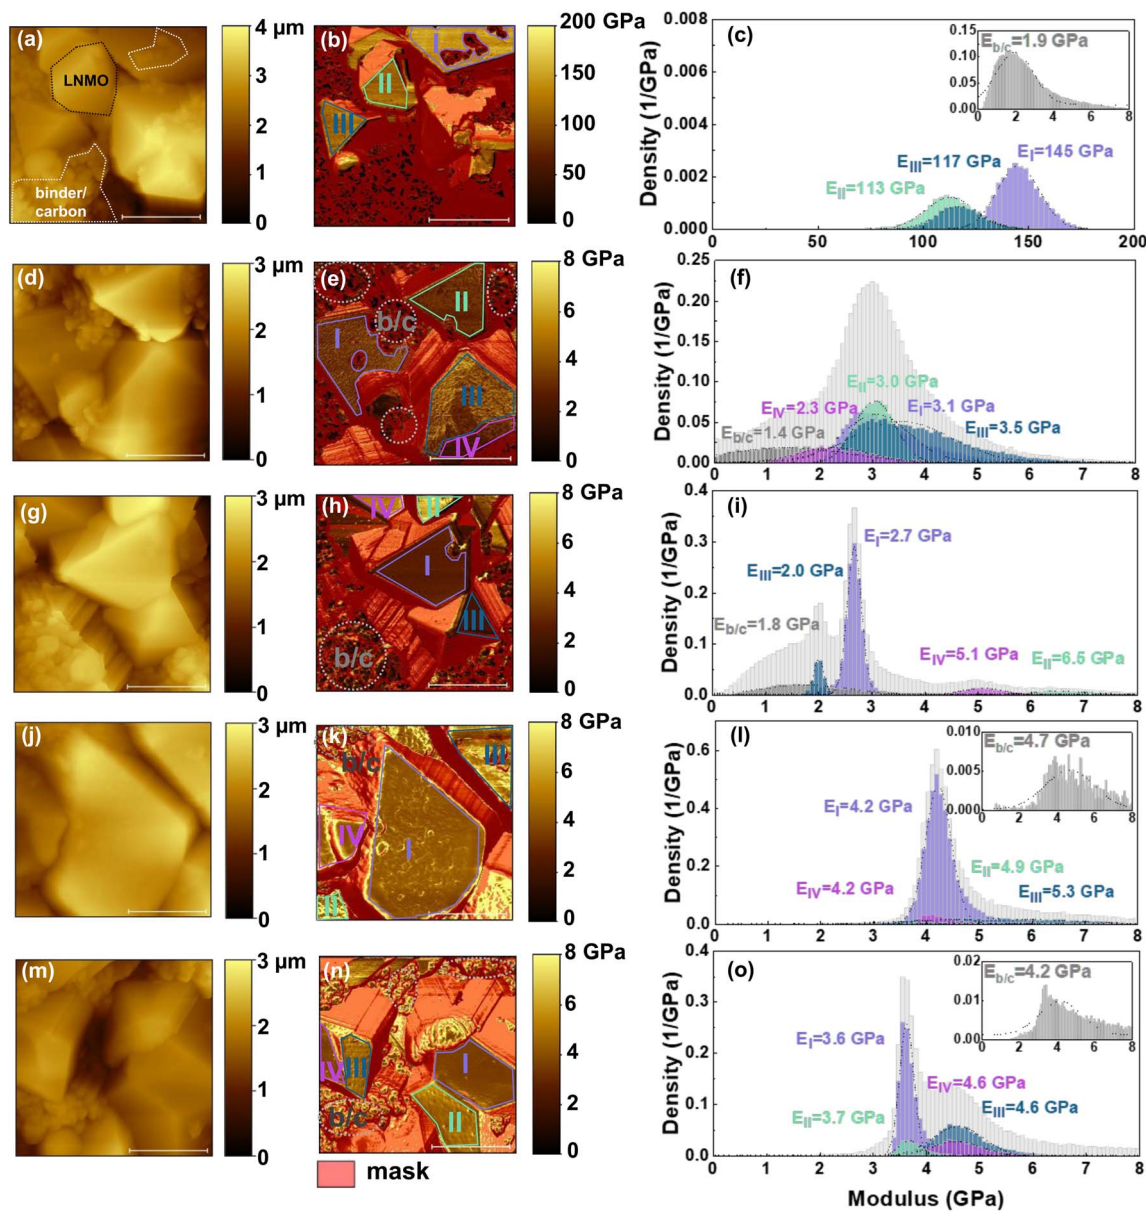 (a)
LNMO
binder/
carbon
4 µm
3
2
1
0
(b)
I
II
III
200 GPa
150
100
50
0
(c)
Density (1/GPa)
0.008
0.006
0.004
0.002
0.000
E_II=113 GPa
E_III=117 GPa
E_I=145 GPa
0 50 100 150 200
E_b/c=1.9 GPa
0.15
0.10
0.05
0.00
0 2 4 6 8
(d)
3 µm
2
1
0
(e)
I
II
b/c
III
IV
8 GPa
6
4
2
0
(f)
Density (1/GPa)
0.25
0.20
0.15
0.10
0.05
0.00
E_II=3.0 GPa
E_IV=2.3 GPa
E_I=3.1 GPa
E_b/c=1.4 GPa
E_III=3.5 GPa
0 1 2 3 4 5 6 7 8
(g)
3 µm
2
1
0
(h)
IV
II
I
III
b/c
8 GPa
6
4
2
0
(i)
Density (1/GPa)
0.4
0.3
0.2
0.1
0.0
E_I=2.7 GPa
E_III=2.0 GPa
E_b/c=1.8 GPa
E_IV=5.1 GPa
E_II=6.5 GPa
0 1 2 3 4 5 6 7 8
(j)
3 µm
2
1
0
(k)
b/c
III
IV
I
II
8 GPa
6
4
2
0
(l)
Density (1/GPa)
0.6
0.4
0.2
0.0
E_I=4.2 GPa
E_II=4.9 GPa
E_IV=4.2 GPa
E_III=5.3 GPa
0 1 2 3 4 5 6 7 8
E_b/c=4.7 GPa
0.010
0.005
0.000
0 2 4 6 8
(m)
3 µm
2
1
0
(n)
IV
III
I
b/c
II
8 GPa
6
4
2
0
mask
(o)
Density (1/GPa)
0.4
0.3
0.2
0.1
0.0
E_I=3.6 GPa
E_IV=4.6 GPa
E_II=3.7 GPa
E_III=4.6 GPa
0 1 2 3 4 5 6 7 8
Modulus (GPa)
E_b/c=4.2 GPa
0.02
0.01
0.00
0 2 4 6 8